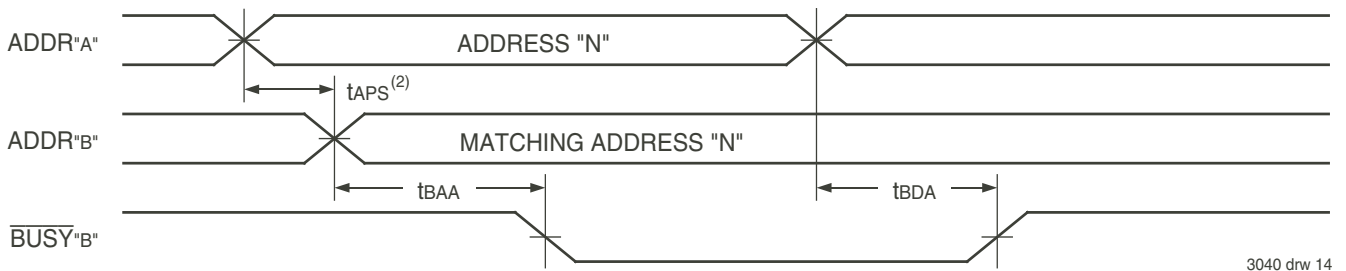 ADDR"A"
ADDRESS "N"
tAPS(2)
ADDR"B"
MATCHING ADDRESS "N"
tBAA
tBDA
BUSY"B"
3040 drw 14